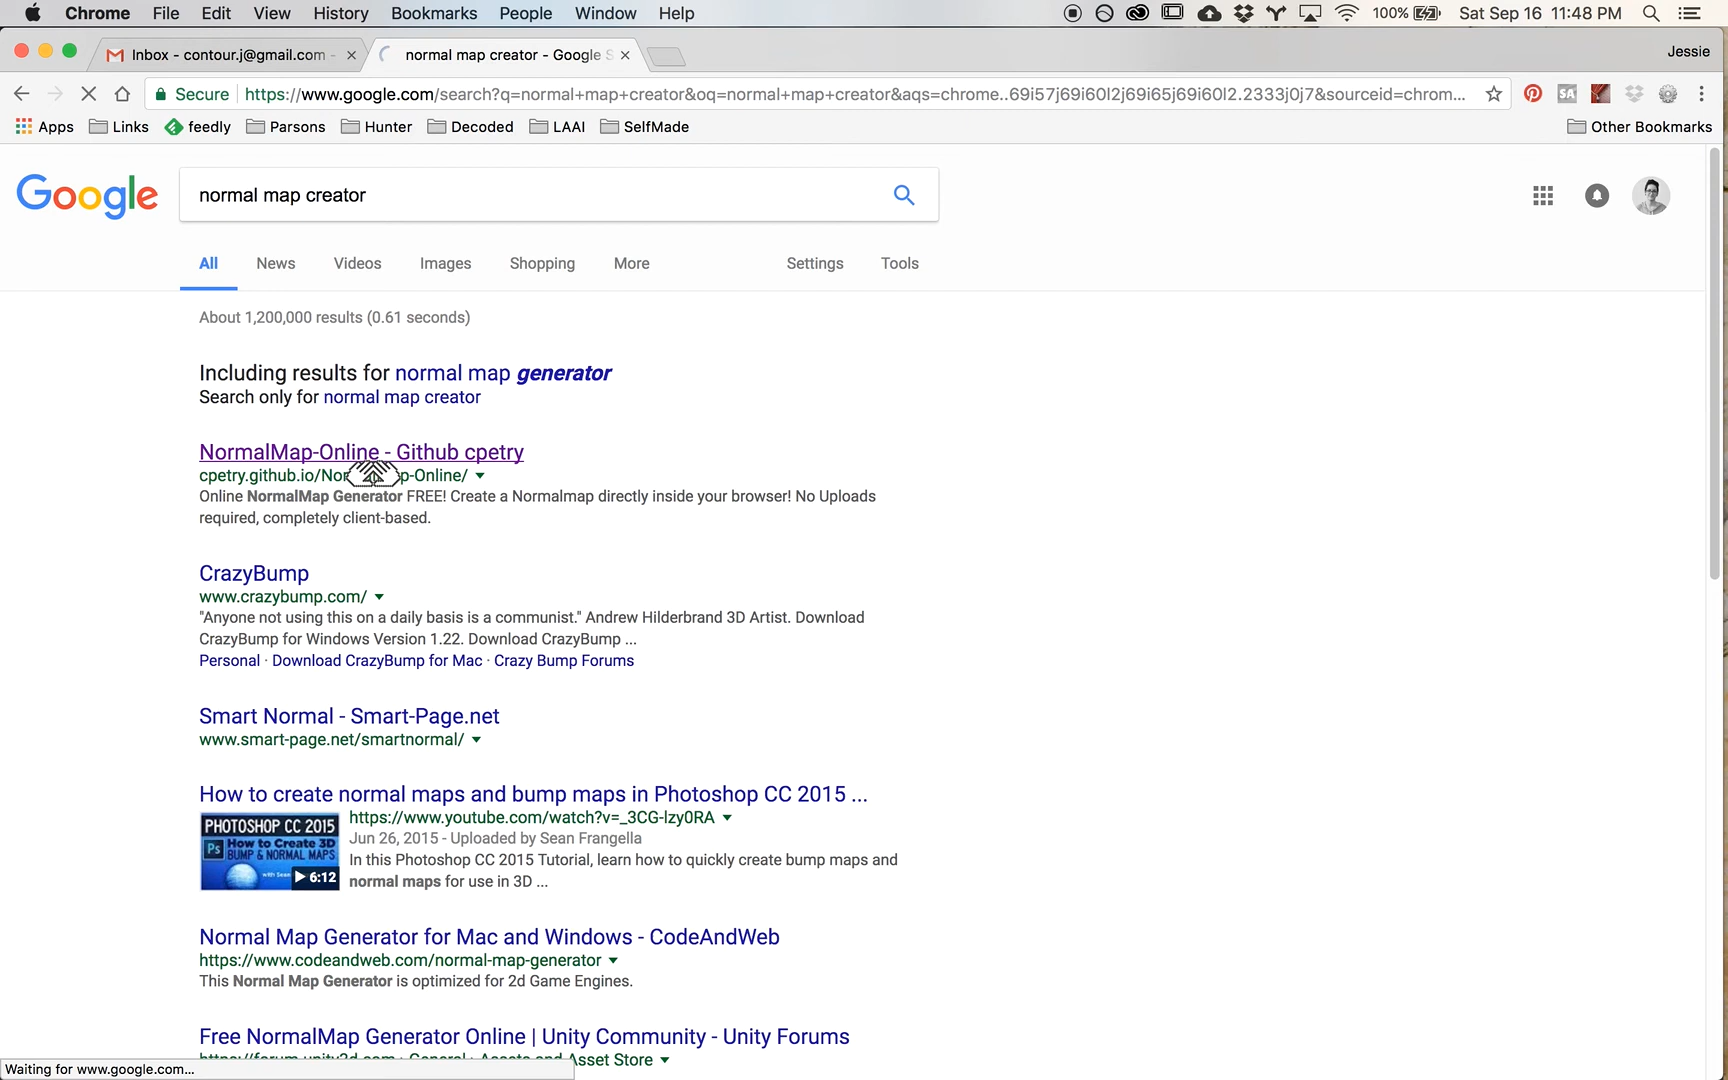 Chrome File Edit View History Bookmarks People Window Help 100% Sat Sep 16 11:48 PM
Inbox - contour.j@gmail.com - normal map creator - Google S Jessie
Secure https://www.google.com/search?q=normal+map+creator&oq=normal+map+creator&aqs=chrome..69i57j69i60l2j69i65j69i60l2.2333j0j7&sourceid=chrom...
Apps Links feedly Parsons Hunter Decoded LAAI SelfMade Other Bookmarks
Google normal map creator
All News Videos Images Shopping More Settings Tools
About 1,200,000 results (0.61 seconds)
Including results for normal map generator
Search only for normal map creator
NormalMap-Online - Github cpetry
cpetry.github.io/Nor p-Online/
Online NormalMap Generator FREE! Create a Normalmap directly inside your browser! No Uploads
required, completely client-based.
CrazyBump
www.crazybump.com/
"Anyone not using this on a daily basis is a communist." Andrew Hilderbrand 3D Artist. Download
CrazyBump for Windows Version 1.22. Download CrazyBump ...
Personal · Download CrazyBump for Mac · Crazy Bump Forums
Smart Normal - Smart-Page.net
www.smart-page.net/smartnormal/
How to create normal maps and bump maps in Photoshop CC 2015 ...
https://www.youtube.com/watch?v=_3CG-lzy0RA
Jun 26, 2015 - Uploaded by Sean Frangella
In this Photoshop CC 2015 Tutorial, learn how to quickly create bump maps and
normal maps for use in 3D ...
PHOTOSHOP CC 2015
Ps How to Create 3D
BUMP & NORMAL MAPS
with Sean
6:12
Normal Map Generator for Mac and Windows - CodeAndWeb
https://www.codeandweb.com/normal-map-generator
This Normal Map Generator is optimized for 2d Game Engines.
Free NormalMap Generator Online | Unity Community - Unity Forums
https://forum.unity3d.com › General › Assets and Asset Store
Waiting for www.google.com...